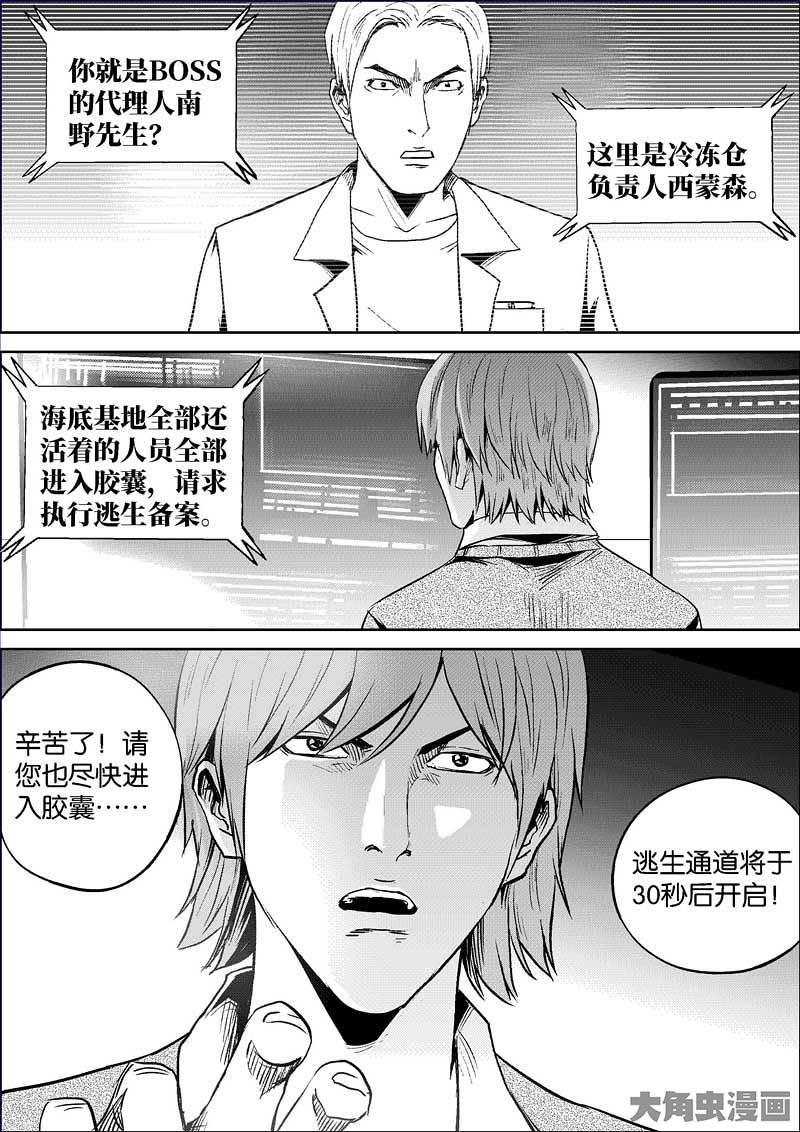 你就是BOSS
的代理人南
野先生？
这里是冷冻仓
负责人西蒙森。
海底基地全部还
活着的人员全部
进入胶囊，请求
执行逃生备案。
辛苦了！请
您也尽快进
入胶囊……
逃生通道将于
30秒后开启！
大角虫漫画